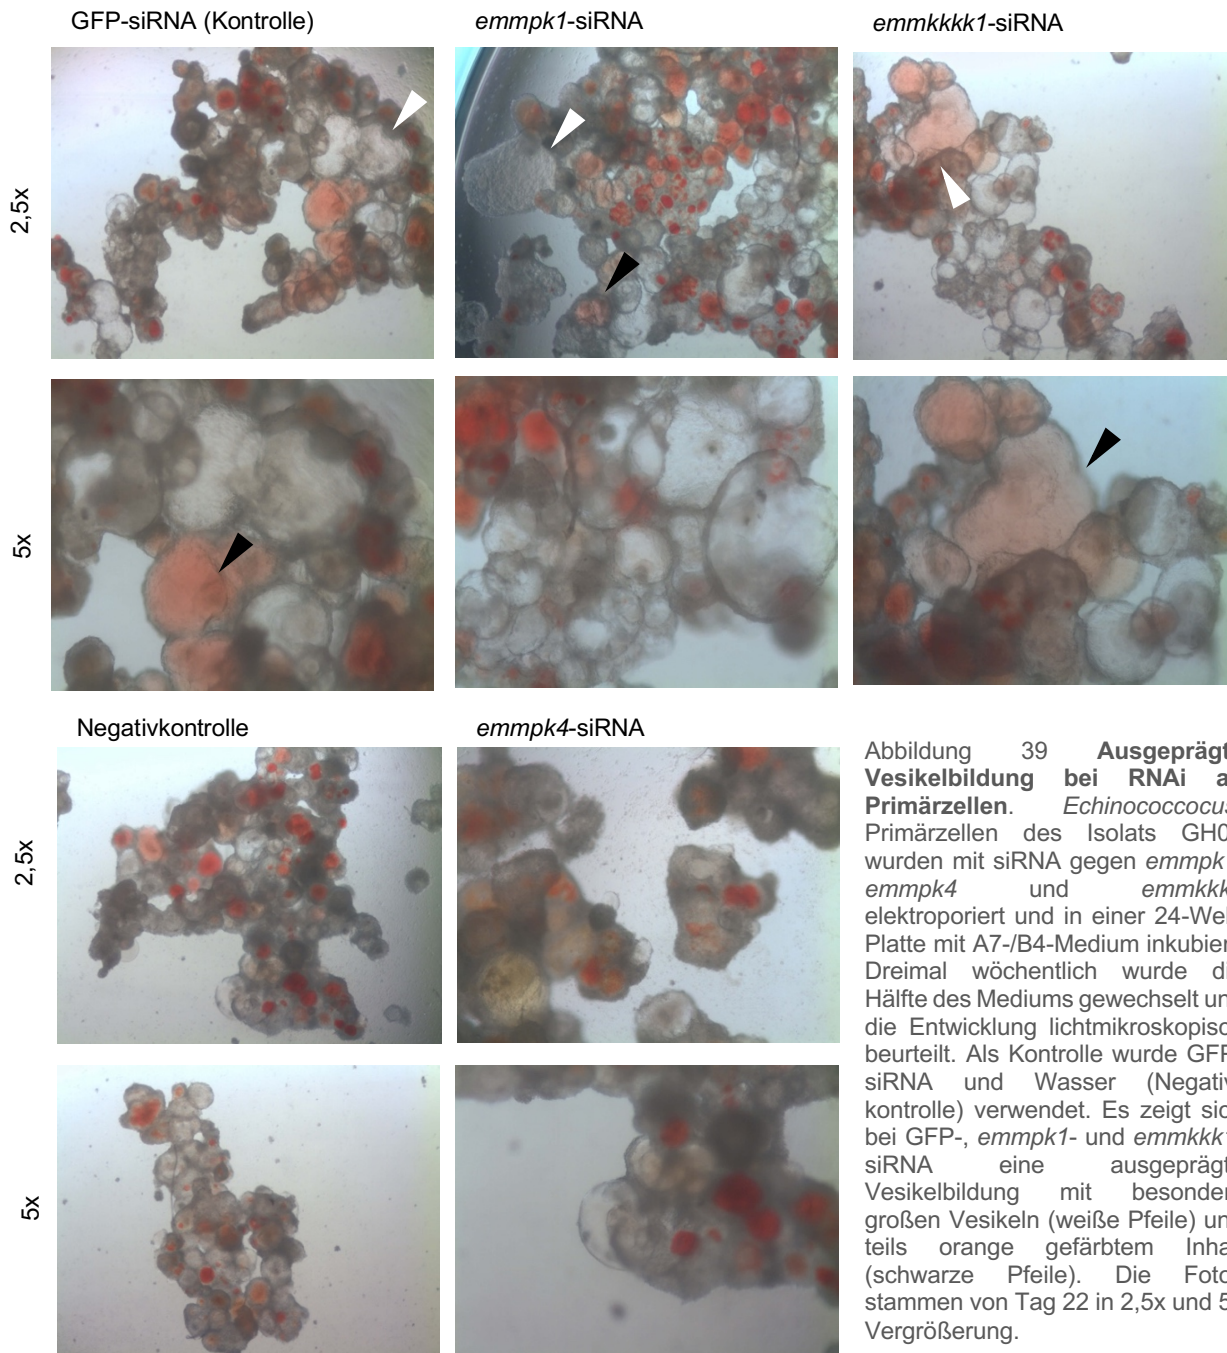 GFP-siRNA (Kontrolle)
emmpk1-siRNA
emmkkkk1-siRNA
2,5x
5x
Negativkontrolle
emmpk4-siRNA
2,5x
5x
Abbildung 39 Ausgeprägt
Vesikelbildung bei RNAi a
Primärzellen. Echinococcocus
Primärzellen des Isolats GH0
wurden mit siRNA gegen emmpk
emmpk4 und emmkkk
elektroporiert und in einer 24-Wel
Platte mit A7-/B4-Medium inkubier
Dreimal wöchentlich wurde di
Hälfte des Mediums gewechselt un
die Entwicklung lichtmikroskopisc
beurteilt. Als Kontrolle wurde GFP
siRNA und Wasser (Negativ
kontrolle) verwendet. Es zeigt sic
bei GFP-, emmpk1- und emmkkk1
siRNA eine ausgeprägt
Vesikelbildung mit besonder
großen Vesikeln (weiße Pfeile) un
teils orange gefärbtem Inha
(schwarze Pfeile). Die Foto
stammen von Tag 22 in 2,5x und 5
Vergrößerung.